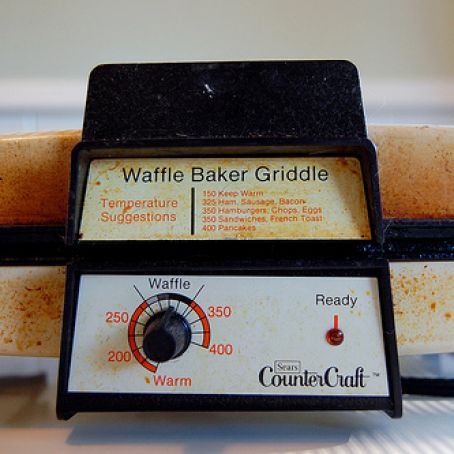 Waffle Baker Griddle
Temperature Suggestions
150 Keep Warm
325 Ham, Sausage, Bacon
350 Hamburgers, Chops, Eggs
350 Sandwiches, French Toast
400 Pancakes
Waffle
250
350
200
400
Warm
Ready
Sears
CounterCraft TM